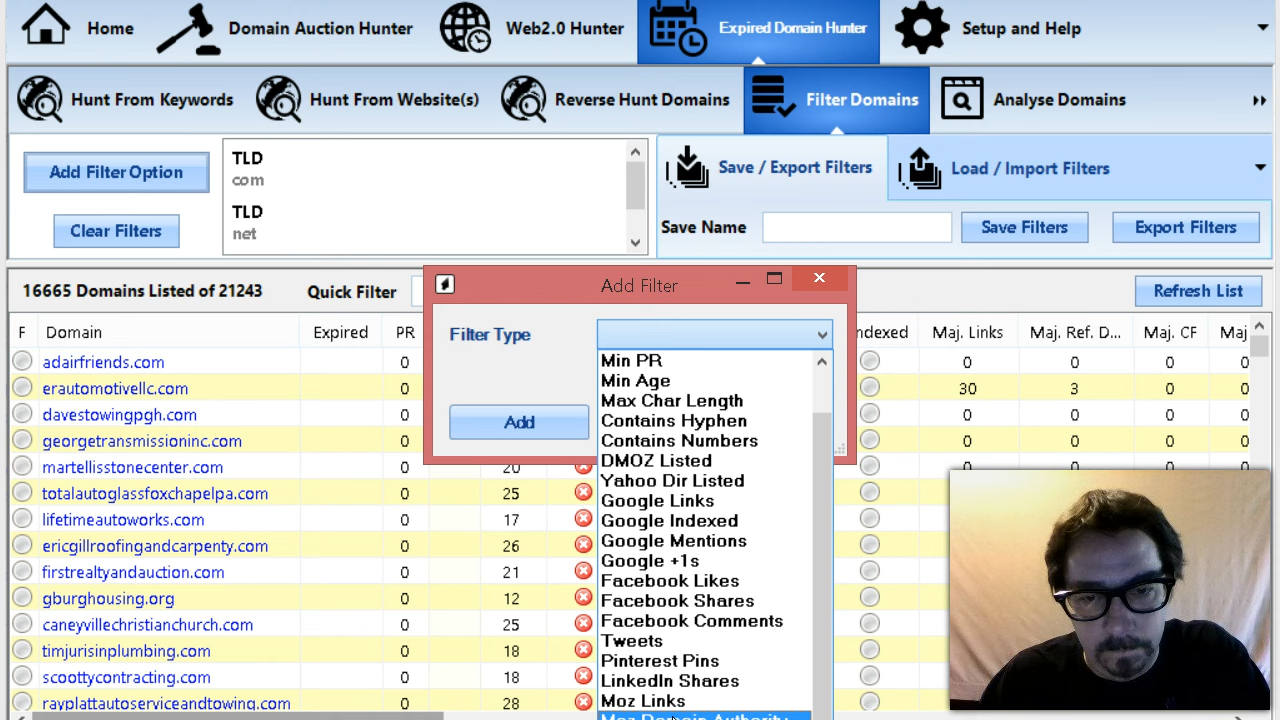 Home
Domain Auction Hunter
Web2.0 Hunter
Expired Domain Hunter
Setup and Help
Hunt From Keywords
Hunt From Website(s)
Reverse Hunt Domains
Filter Domains
Analyse Domains
Add Filter Option
Clear Filters
TLD
com
TLD
net
Save / Export Filters
Load / Import Filters
Save Name
Save Filters
Export Filters
16665 Domains Listed of 21243
Quick Filter
Refresh List
Add Filter
Filter Type
Add
Min PR
Min Age
Max Char Length
Contains Hyphen
Contains Numbers
DMOZ Listed
Yahoo Dir Listed
Google Links
Google Indexed
Google Mentions
Google +1s
Facebook Likes
Facebook Shares
Facebook Comments
Tweets
Pinterest Pins
LinkedIn Shares
Moz Links
Moz Domain Authority
F Domain Expired PR ndexed Maj. Links Maj. Ref. D... Maj. CF Maj
adairfriends.com 0 0 0 0 0
erautomotivellc.com 0 30 3 0 0
davestowingpgh.com 0 0 0 0 0
georgetransmissioninc.com 0 0 0 0 0
martellisstonecenter.com 0 20 0 0 0 0
totalautoglassfoxchapelpa.com 0 25
lifetimeautoworks.com 0 17
ericgillroofingandcarpenty.com 0 26
firstrealtyandauction.com 0 21
gburghousing.org 0 12
caneyvillechristianchurch.com 0 25
timjurisinplumbing.com 0 18
scoottycontracting.com 0 18
rayplattautoserviceandtowing.com 0 28